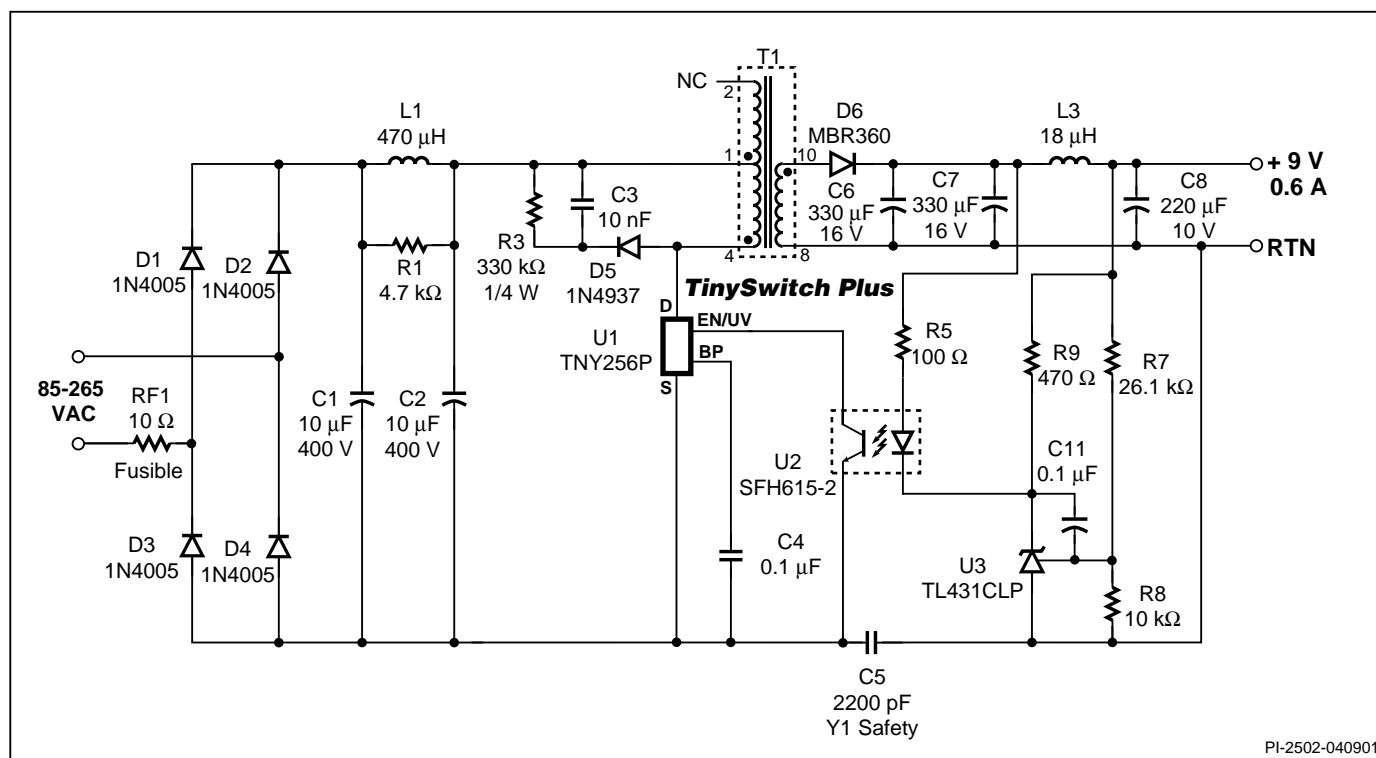 T1
NC
2
L1
470 µH
D6
MBR360
L3
18 µH
1
10
+ 9 V
0.6 A
C3
10 nF
C6
330 µF
16 V
C7
330 µF
16 V
C8
220 µF
10 V
R3
330 kΩ
1/4 W
D5
1N4937
4
8
RTN
D1
1N4005
D2
1N4005
R1
4.7 kΩ
TinySwitch Plus
D
EN/UV
BP
S
U1
TNY256P
R5
100 Ω
R9
470 Ω
R7
26.1 kΩ
85-265
VAC
RF1
10 Ω
Fusible
C1
10 µF
400 V
C2
10 µF
400 V
U2
SFH615-2
C11
0.1 µF
D3
1N4005
D4
1N4005
C4
0.1 µF
U3
TL431CLP
R8
10 kΩ
C5
2200 pF
Y1 Safety
PI-2502-040901